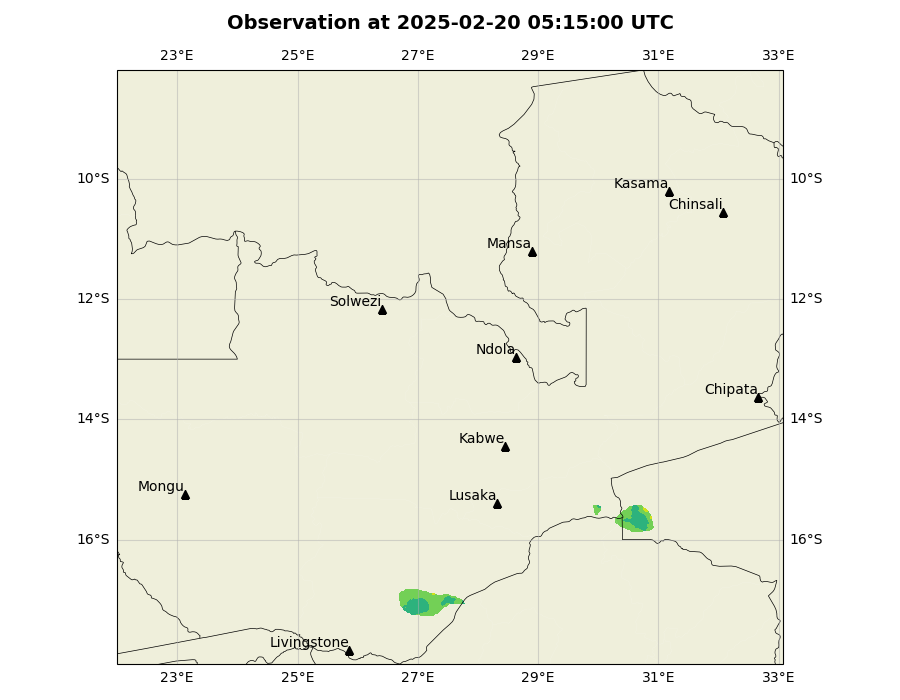 Observation at 2025-02-20 05:15:00 UTC
23°E 25°E 27°E 29°E 31°E 33°E
10°S 10°S
Kasama
Chinsali
Mansa
12°S 12°S
Solwezi
Ndola
Chipata
14°S 14°S
Kabwe
Mongu
Lusaka
16°S 16°S
Livingstone
23°E 25°E 27°E 29°E 31°E 33°E